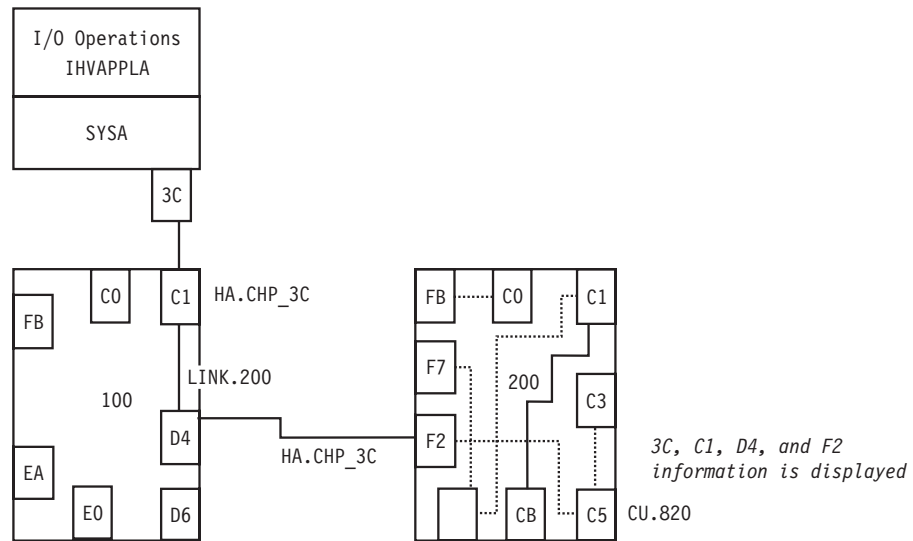 I/O Operations
IHVAPPLA
SYSA
3C
C0
C1
HA.CHP_3C
FB
C0
C1
FB
F7
LINK.200
200
100
C3
D4
F2
HA.CHP_3C
3C, C1, D4, and F2
information is displayed
EA
E0
D6
CB
C5
CU.820